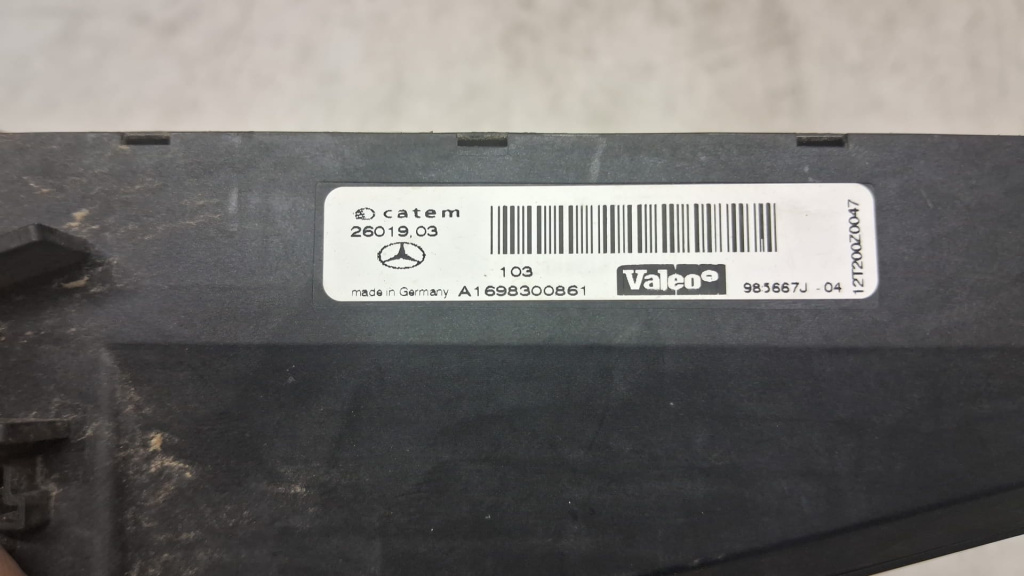 catem
26019.03
103
made in Germany A1698300861
Valeo
985667J - 04
12T200Z0047